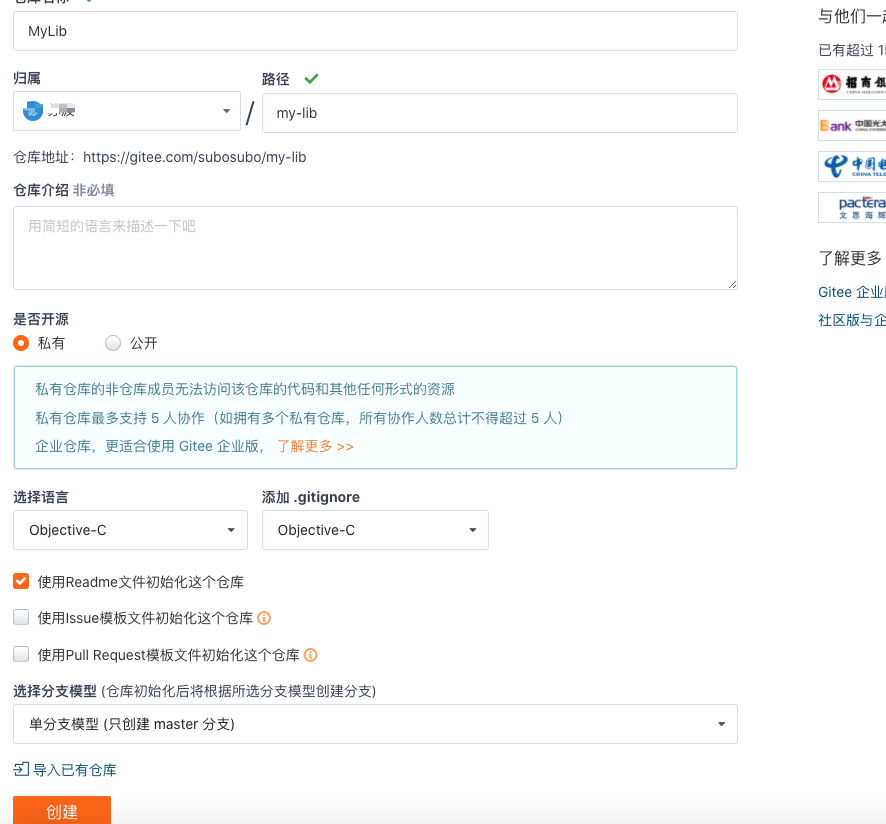 MyLib
归属
路径
/
my-lib
仓库地址：https://gitee.com/subosubo/my-lib
仓库介绍 非必填
用简短的语言来描述一下吧
是否开源
私有
公开
私有仓库的非仓库成员无法访问该仓库的代码和其他任何形式的资源
私有仓库最多支持 5 人协作（如拥有多个私有仓库，所有协作人数总计不得超过 5 人）
企业仓库，更适合使用 Gitee 企业版， 了解更多 >>
选择语言
添加 .gitignore
Objective-C
Objective-C
使用Readme文件初始化这个仓库
使用Issue模板文件初始化这个仓库
使用Pull Request模板文件初始化这个仓库
选择分支模型 (仓库初始化后将根据所选分支模型创建分支)
单分支模型 (只创建 master 分支)
导入已有仓库
创建
与他们一
已有超过 15
招商银
Bank 中国光大
中国电
CHINA TELE
pactera
文思海辉
了解更多
Gitee 企业
社区版与企